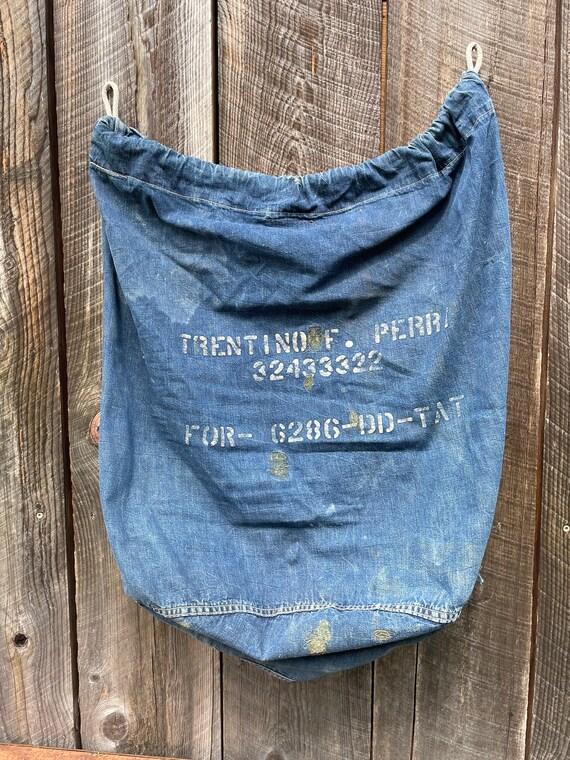 TRENTINO F. PERRI
32433322
FOR- 6286-DD-TAT